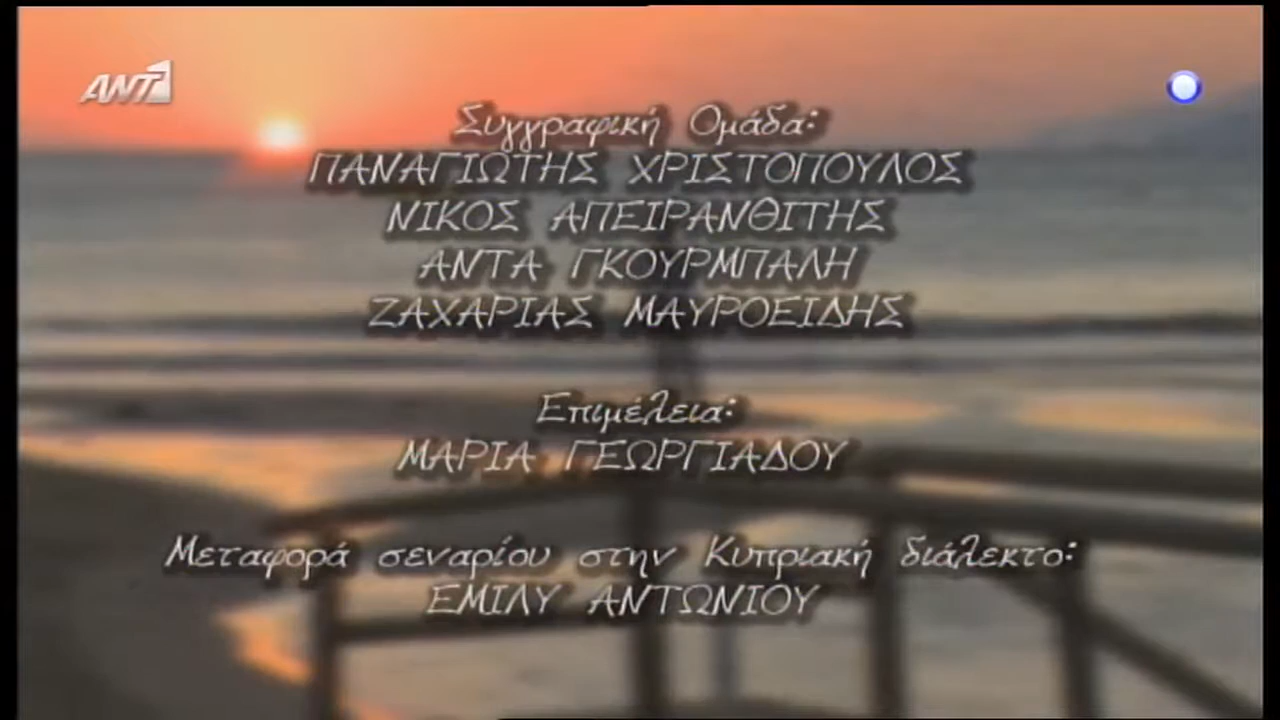 ΑΝΤ1
Συγγραφική Ομάδα:
ΠΑΝΑΓΙΩΤΗΣ ΧΡΙΣΤΟΠΟΥΛΟΣ
ΝΙΚΟΣ ΑΠΕΙΡΑΝΘΙΤΗΣ
ΑΝΤΑ ΓΚΟΥΡΜΠΑΛΗ
ΖΑΧΑΡΙΑΣ ΜΑΥΡΟΕΙΔΗΣ
Επιμέλεια:
ΜΑΡΙΑ ΓΕΩΡΓΙΑΔΟΥ
Μεταφορά σεναρίου στην Κυπριακή διάλεκτο:
ΕΜΙΛΥ ΑΝΤΩΝΙΟΥ